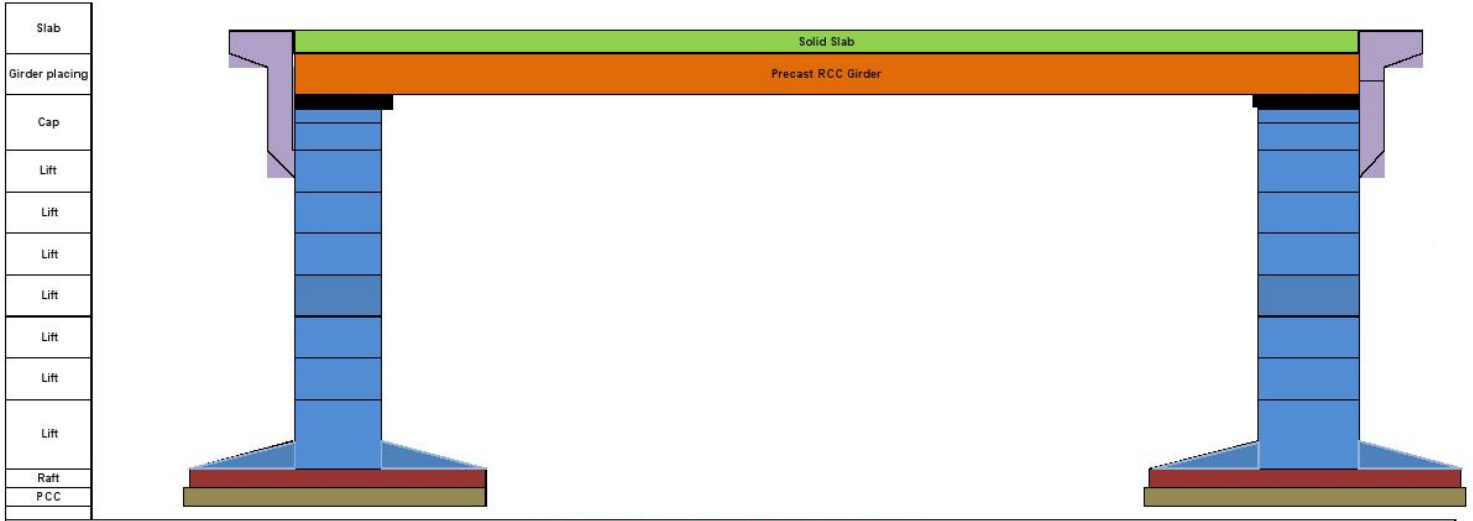 Slab
Solid Slab
Girder placing
Precast RCC Girder
Cap
Lift
Lift
Lift
Lift
Lift
Lift
Lift
Raft
PCC